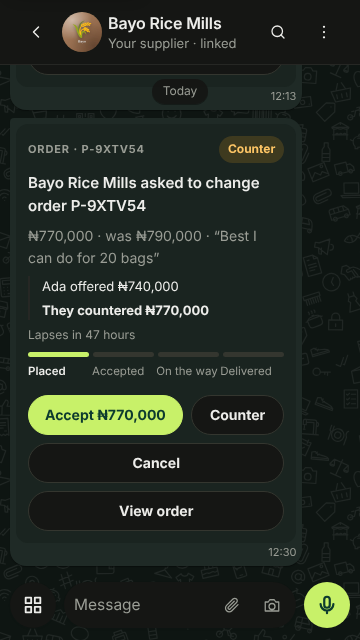 Bayo Rice Mills
Your supplier · linked
Today
12:13
ORDER · P-9XTV54
Counter
Bayo Rice Mills asked to change
order P-9XTV54
₦770,000 · was ₦790,000 · “Best I
can do for 20 bags”
Ada offered ₦740,000
They countered ₦770,000
Lapses in 47 hours
Placed Accepted On the way Delivered
Accept ₦770,000
Counter
Cancel
View order
12:30
Message